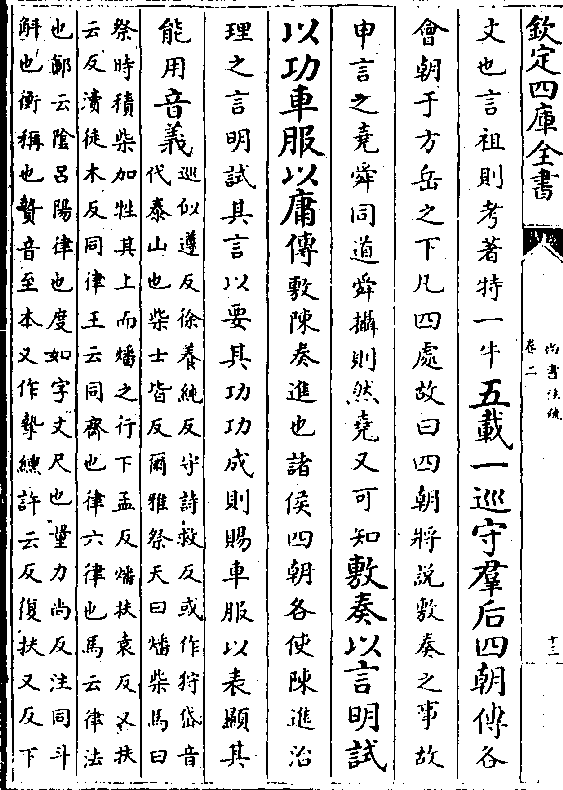 欽定四庫全書
尚書注疏
卷二
十三
文也言祖則考著特一牛五載一巡守羣后四朝傳各
會朝于方岳之下凡四處故曰四朝將說敷奏之事故
申言之堯舜同道舜攝則然堯又可知敷奏以言明試
以功車服以庸傳敷陳奏進也諸侯四朝各使陳進治
理之言明試其言以要其功功成則賜車服以表顯其
能用音義巡似遵反徐養純反守詩救反或作狩岱音
代泰山也柴士皆反爾雅祭天曰燔柴馬曰
祭時積柴加牲其上而燔之行下孟反燔扶袁反又扶
云反瀆徒木反同律王云同齊也律六律也馬云律法
也鄭云陰呂陽律也度如字丈尺也量力尚反注同斗
斛也衡稱也贄音至本又作摯纁許云反復扶又反下